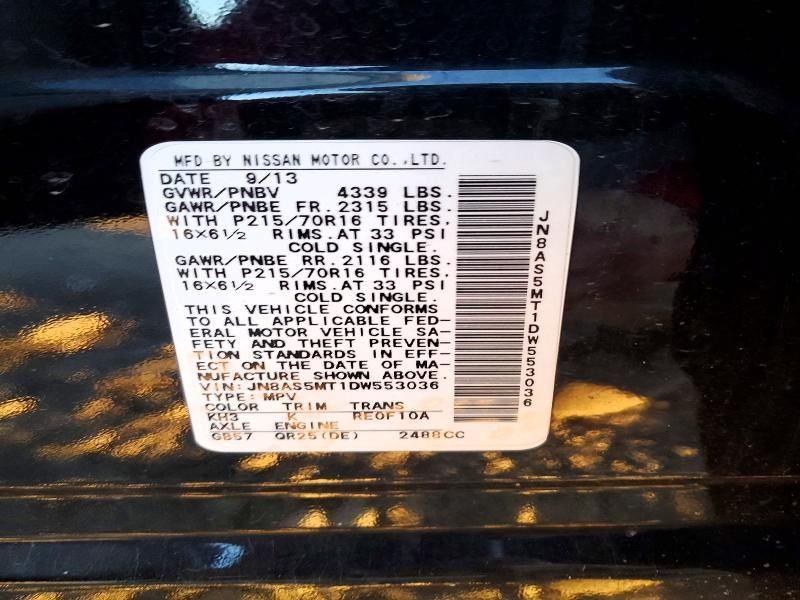 MFD BY NISSAN MOTOR CO.,LTD.
DATE 9/13
GVWR/PNBV 4339 LBS.
GAWR/PNBE FR. 2315 LBS.
WITH P215/70R16 TIRES.
16×6½ RIMS. AT 33 PSI
COLD SINGLE.
GAWR/PNBE RR. 2116 LBS.
WITH P215/70R16 TIRES.
16×6½ RIMS. AT 33 PSI
COLD SINGLE.
THIS VEHICLE CONFORMS
TO ALL APPLICABLE FED-
ERAL MOTOR VEHICLE SA-
FETY AND THEFT PREVEN-
TION STANDARDS IN EFF-
ECT ON THE DATE OF MA-
NUFACTURE SHOWN ABOVE.
VIN: JN8AS5MT1DW553036
TYPE: MPV
COLOR TRIM TRANS
KH3 K RE0F10A
AXLE ENGINE
GB57 QR25(DE) 2488CC
JN8AS5MT1DW553036